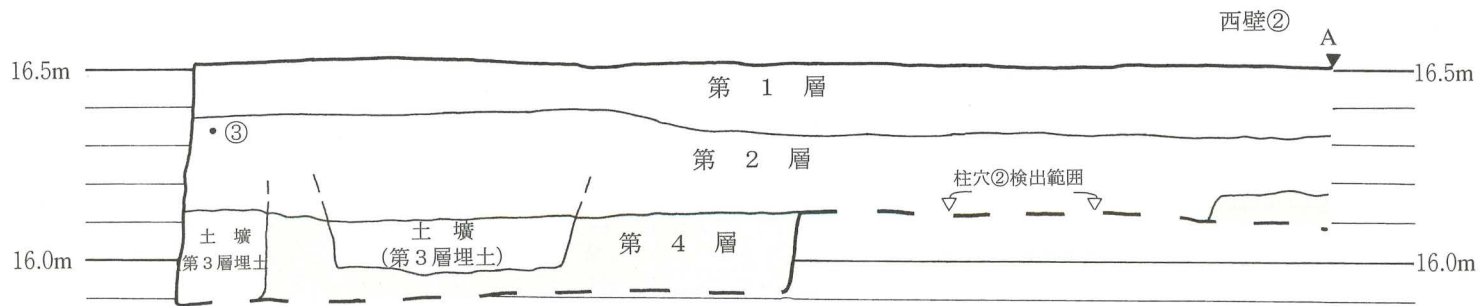 西壁②
A
16.5m
16.5m
第 1 層
③
第 2 層
柱穴②検出範囲
土 壙
第3層埋土
土 壙
(第3層埋土)
第 4 層
16.0m
16.0m